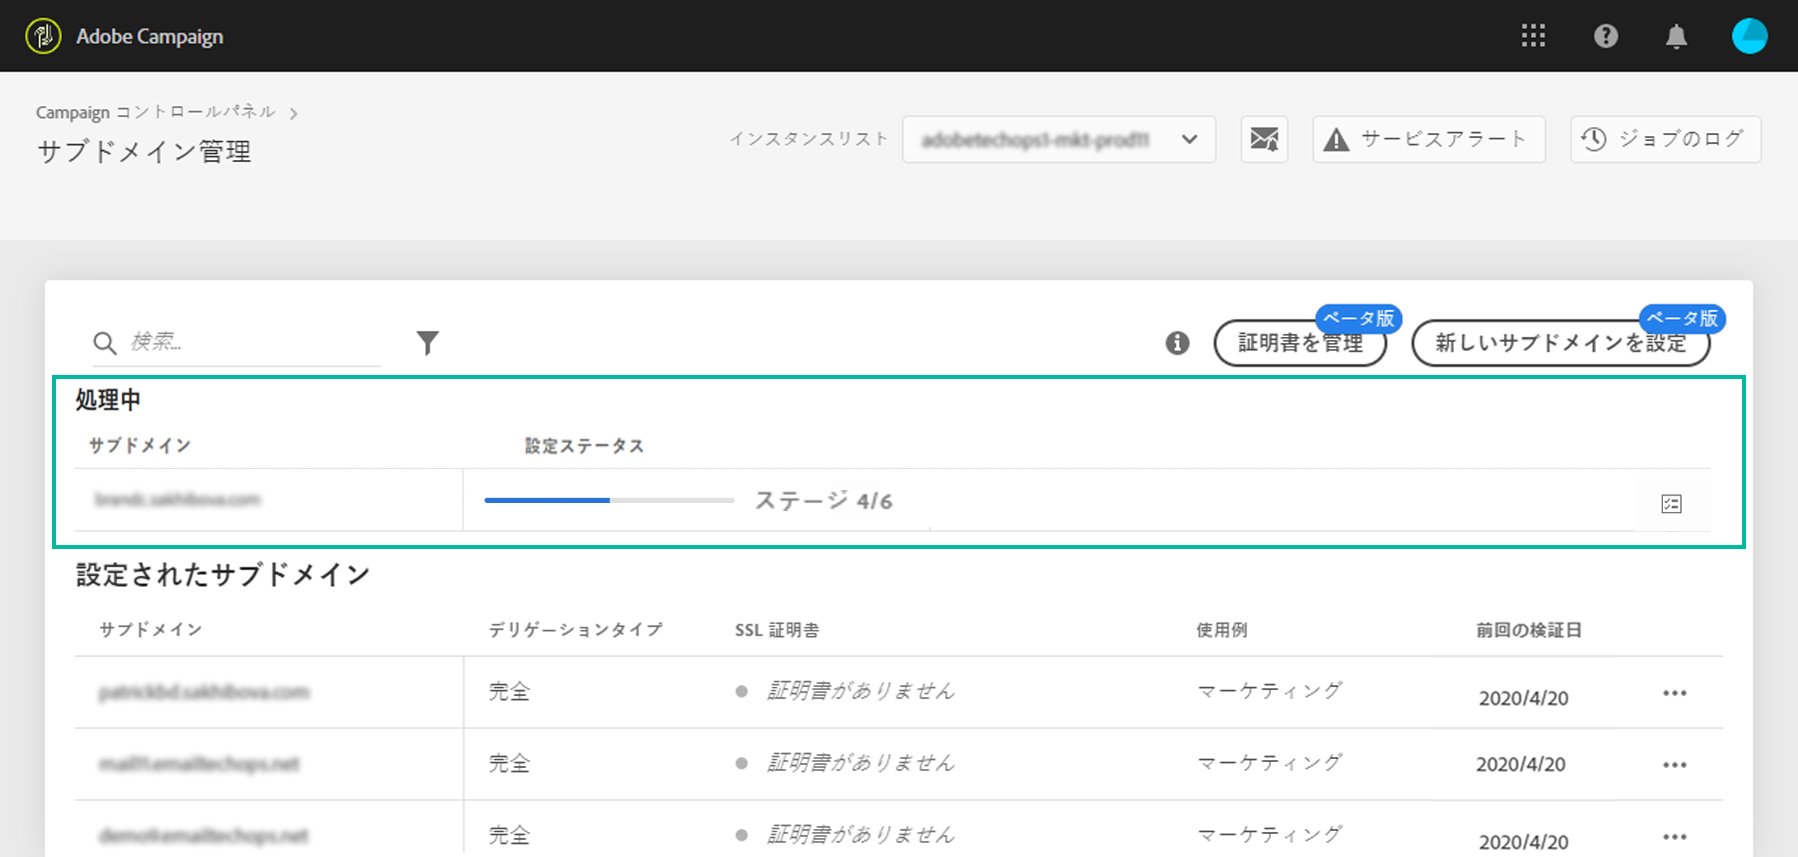 Adobe Campaign
Campaign コントロールパネル
サブドメイン管理
インスタンスリスト
adobetechops1-mkt-prod11
サービスアラート
ジョブのログ
検索...
証明書を管理
ベータ版
新しいサブドメインを設定
ベータ版
処理中
サブドメイン 設定ステータス
ステージ 4/6
設定されたサブドメイン
サブドメイン デリゲーションタイプ SSL 証明書 使用例 前回の検証日
patrickbd.sakhibova.com 完全 証明書がありません マーケティング 2020/4/20
mail11.emailtechops.net 完全 証明書がありません マーケティング 2020/4/20
完全 証明書がありません マーケティング 2020/4/20